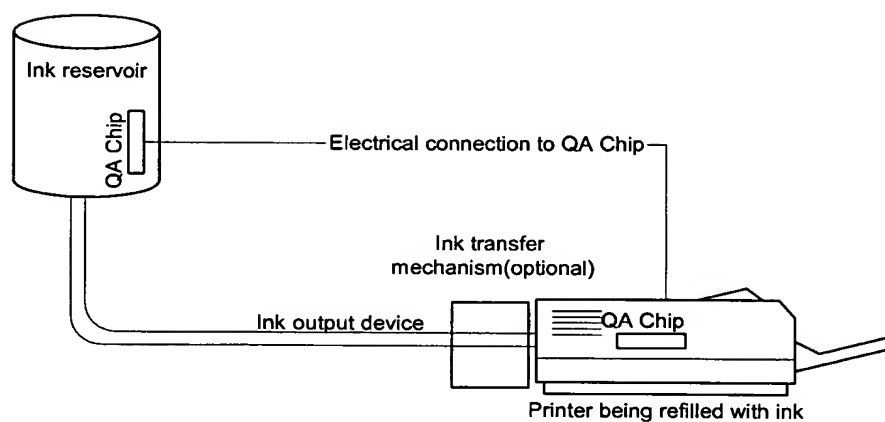 Ink reservoir
QA Chip
Electrical connection to QA Chip
Ink transfer
mechanism(optional)
Ink output device
QA Chip
Printer being refilled with ink